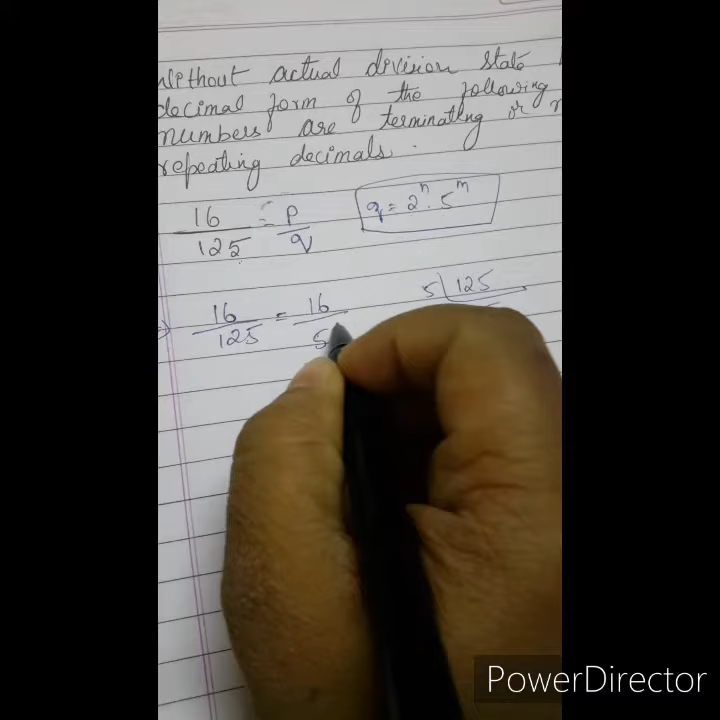 Without actual division state
decimal form of the following
numbers are terminating or
repeating decimals.
16/125 = p/q  q = 2^n . 5^m
⇒ 16/125 = 16/5  5 | 125
PowerDirector